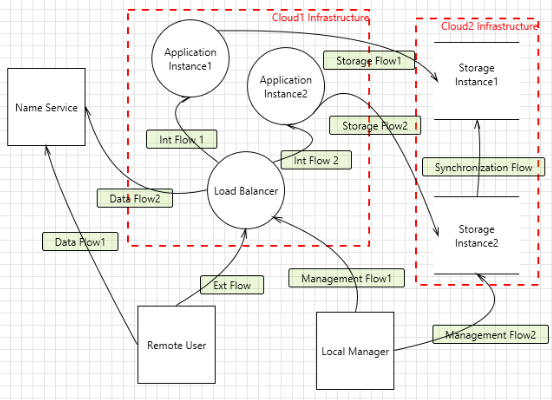 Cloud1 Infrastructure
Cloud2 Infrastructure
Application
Instance1
Storage Flow1
Storage
Instance1
Application
Instance2
Name Service
Storage Flow2
Int Flow 1
Int Flow 2
Synchronization Flow
Load Balancer
Data Flow2
Storage
Instance2
Data Flow1
Ext Flow
Management Flow1
Management Flow2
Remote User
Local Manager